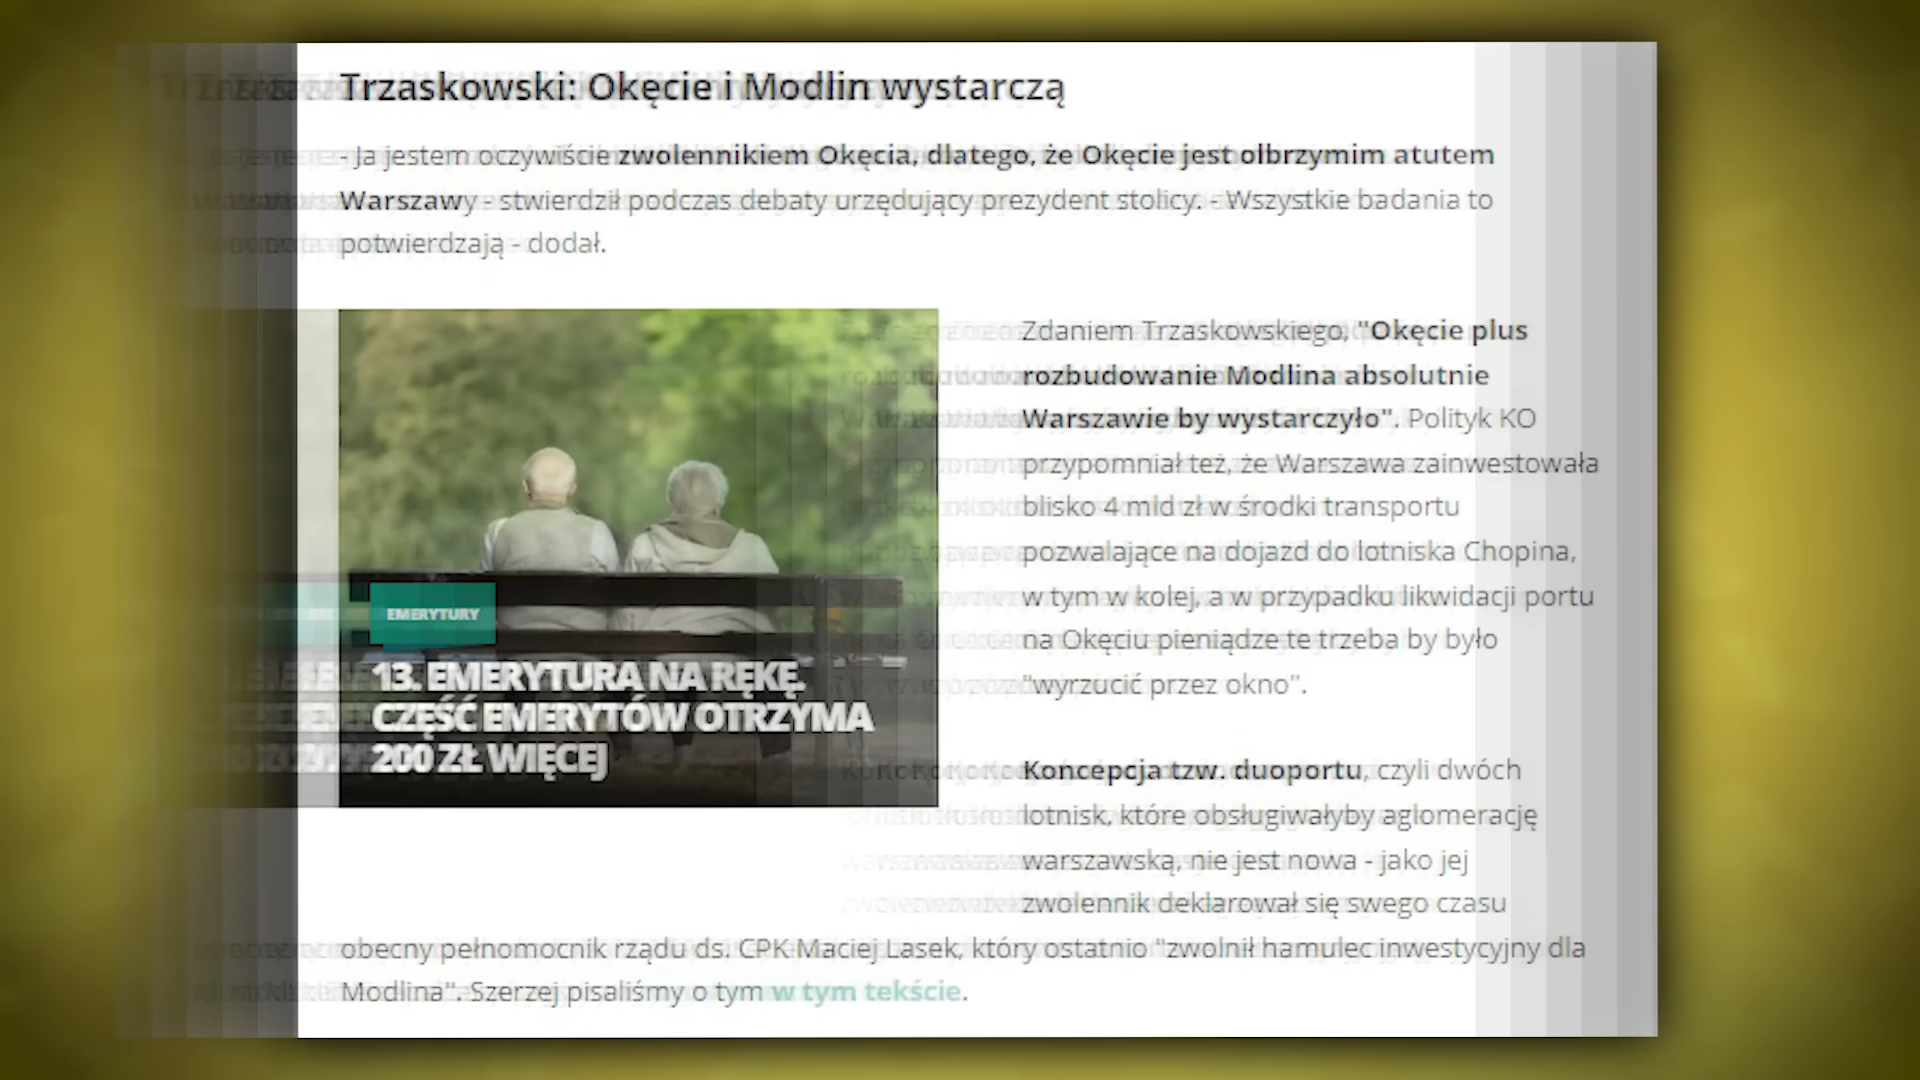 Trzaskowski: Okęcie i Modlin wystarczą
- Ja jestem oczywiście zwolennikiem Okęcia, dlatego, że Okęcie jest olbrzymim atutem
Warszawy - stwierdził podczas debaty urzędujący prezydent stolicy. - Wszystkie badania to
potwierdzają - dodał.
EMERYTURY
13. EMERYTURA NA RĘKĘ.
CZĘŚĆ EMERYTÓW OTRZYMA
200 ZŁ WIĘCEJ
Zdaniem Trzaskowskiego, "Okęcie plus
rozbudowanie Modlina absolutnie
Warszawie by wystarczyło". Polityk KO
przypomniał też, że Warszawa zainwestowała
blisko 4 mld zł w środki transportu
pozwalające na dojazd do lotniska Chopina,
w tym w kolej, a w przypadku likwidacji portu
na Okęciu pieniądze te trzeba by było
"wyrzucić przez okno".
Koncepcja tzw. duoportu, czyli dwóch
lotnisk, które obsługiwałyby aglomerację
warszawską, nie jest nowa - jako jej
zwolennik deklarował się swego czasu
obecny pełnomocnik rządu ds. CPK Maciej Lasek, który ostatnio "zwolnił hamulec inwestycyjny dla
Modlina". Szerzej pisaliśmy o tym w tym tekście.